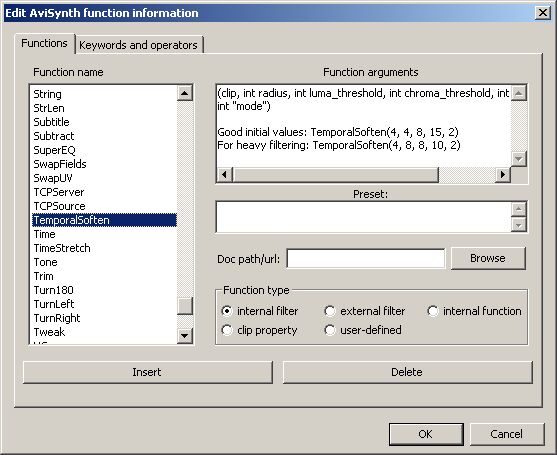 Edit AviSynth function information
Functions
Keywords and operators
Function name
String
StrLen
Subtitle
Subtract
SuperEQ
SwapFields
SwapUV
TCPServer
TCPSource
TemporalSoften
Time
TimeStretch
Tone
Trim
Turn180
TurnLeft
TurnRight
Tweak
Function arguments
(clip, int radius, int luma_threshold, int chroma_threshold, int
int "mode")
Good initial values: TemporalSoften(4, 4, 8, 15, 2)
For heavy filtering: TemporalSoften(4, 8, 8, 10, 2)
Preset:
Doc path/url:
Browse
Function type
internal filter
external filter
internal function
clip property
user-defined
Insert
Delete
OK
Cancel